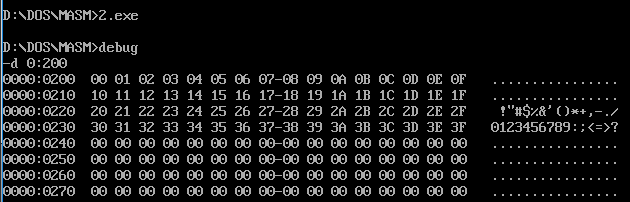 D:\DOS\MASM>2.exe
D:\DOS\MASM>debug
-d 0:200
0000:0200  00 01 02 03 04 05 06 07-08 09 0A 0B 0C 0D 0E 0F   ................
0000:0210  10 11 12 13 14 15 16 17-18 19 1A 1B 1C 1D 1E 1F   ................
0000:0220  20 21 22 23 24 25 26 27-28 29 2A 2B 2C 2D 2E 2F    !"#$%&'()*+,-./
0000:0230  30 31 32 33 34 35 36 37-38 39 3A 3B 3C 3D 3E 3F   0123456789:;<=>?
0000:0240  00 00 00 00 00 00 00 00-00 00 00 00 00 00 00 00   ................
0000:0250  00 00 00 00 00 00 00 00-00 00 00 00 00 00 00 00   ................
0000:0260  00 00 00 00 00 00 00 00-00 00 00 00 00 00 00 00   ................
0000:0270  00 00 00 00 00 00 00 00-00 00 00 00 00 00 00 00   ................